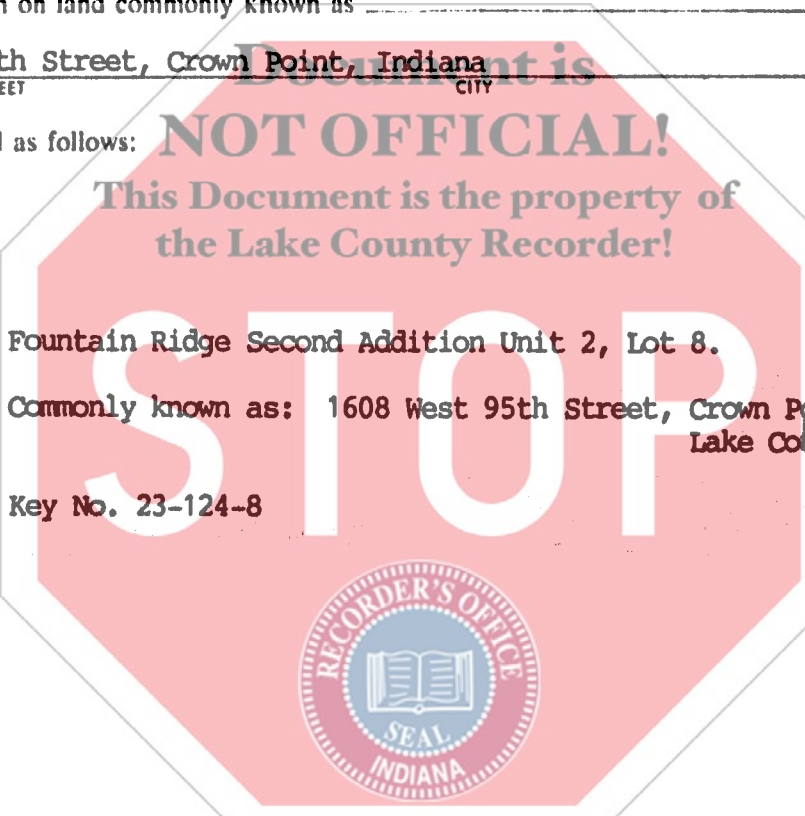 on land commonly known as
th Street, Crown Point, Indiana
EET CITY
as follows:
Document is
NOT OFFICIAL!
This Document is the property of
the Lake County Recorder!
STOP
Fountain Ridge Second Addition Unit 2, Lot 8.
Commonly known as: 1608 West 95th Street, Crown Po
Lake Co
Key No. 23-124-8
RECORDER'S OFFICE
SEAL
INDIANA